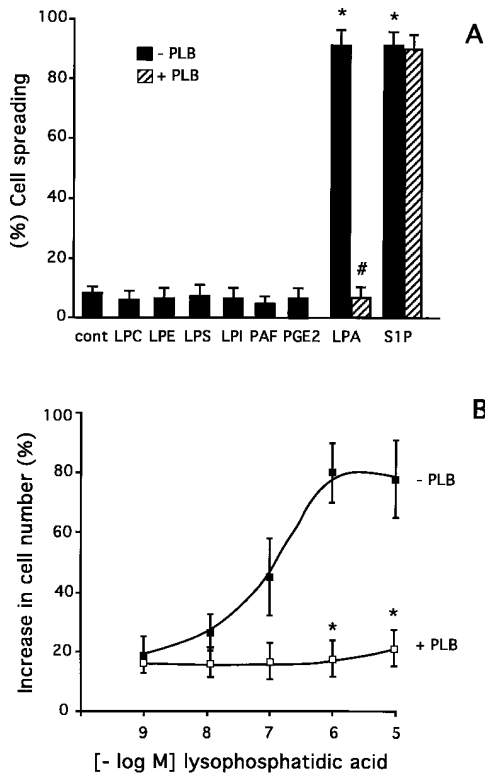 A
100
80
60
40
20
0
(%) Cell spreading
- PLB
+ PLB
* *
#
cont LPC LPE LPS LPI PAF PGE2 LPA S1P
B
100
80
60
40
20
0
Increase in cell number (%)
- PLB
* *
+ PLB
9 8 7 6 5
[- log M] lysophosphatidic acid